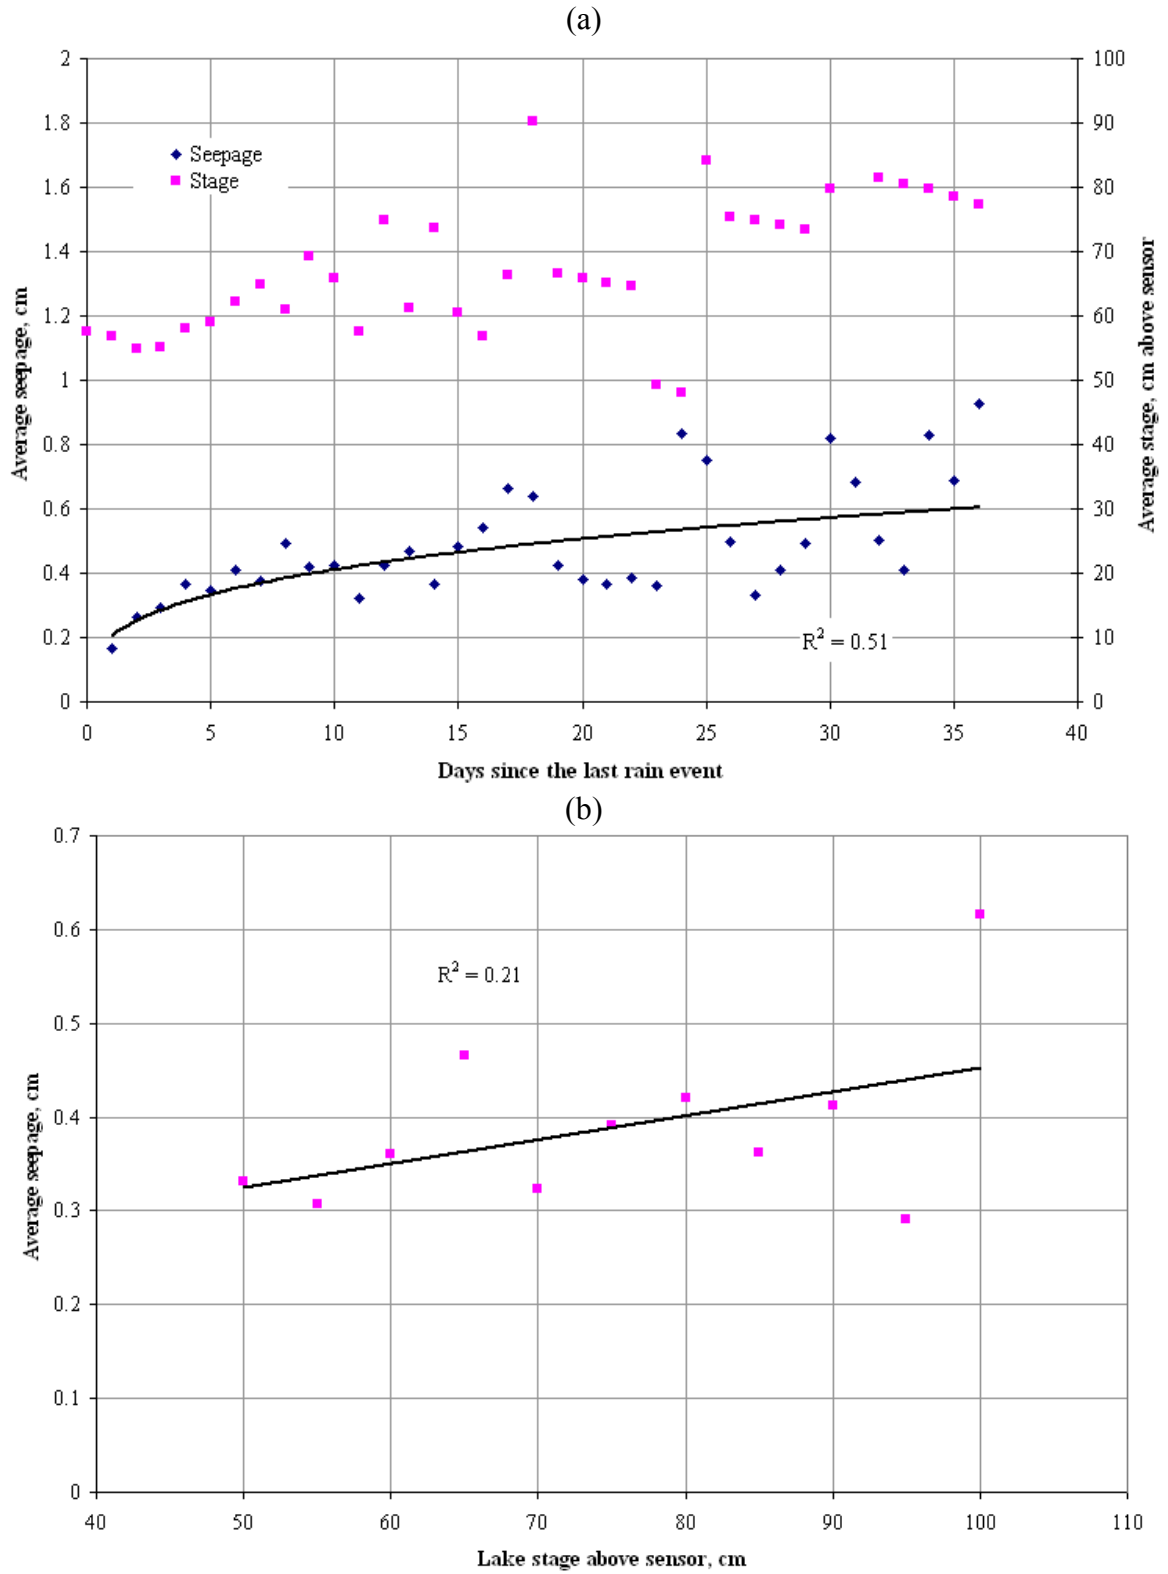 (a)
2
1.8
1.6
1.4
1.2
1
0.8
0.6
0.4
0.2
0
Average seepage, cm
Seepage
Stage
R² = 0.51
100
90
80
70
60
50
40
30
20
10
0
Average stage, cm above sensor
0 5 10 15 20 25 30 35 40
Days since the last rain event
(b)
0.7
0.6
0.5
0.4
0.3
0.2
0.1
0
Average seepage, cm
R² = 0.21
40 50 60 70 80 90 100 110
Lake stage above sensor, cm